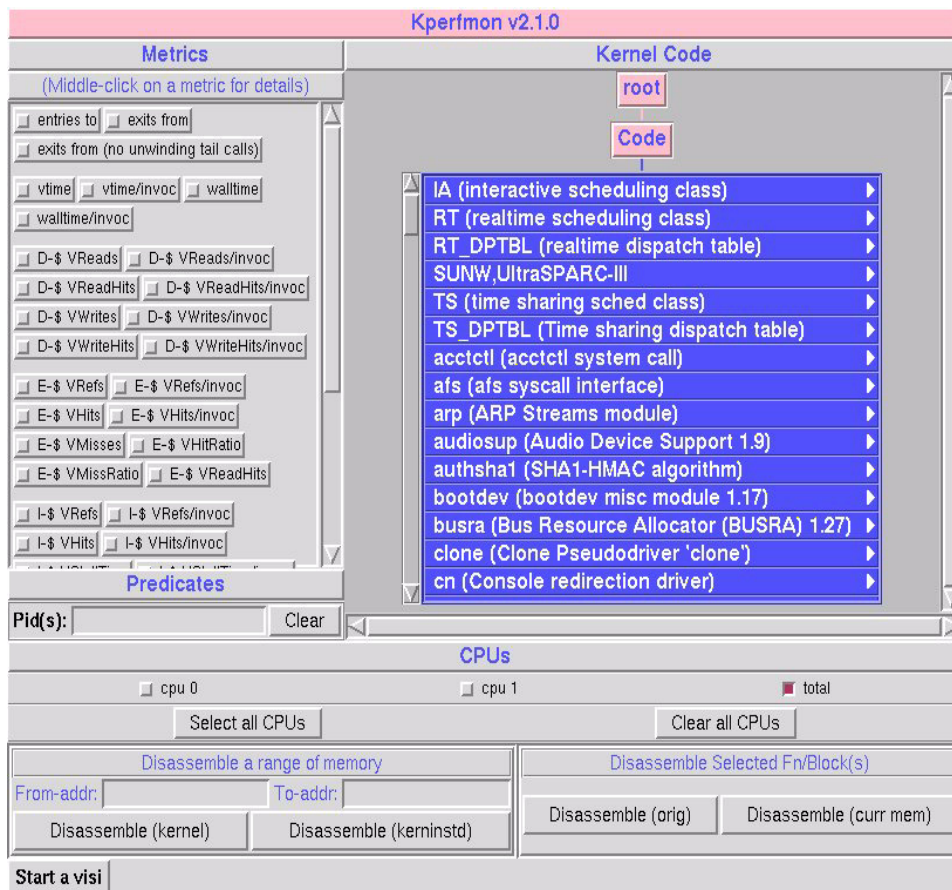 Kperfmon v2.1.0
Metrics
(Middle-click on a metric for details)
entries to exits from
exits from (no unwinding tail calls)
vtime vtime/invoc walltime
walltime/invoc
D-$ VReads D-$ VReads/invoc
D-$ VReadHits D-$ VReadHits/invoc
D-$ VWrites D-$ VWrites/invoc
D-$ VWriteHits D-$ VWriteHits/invoc
E-$ VRefs E-$ VRefs/invoc
E-$ VHits E-$ VHits/invoc
E-$ VMisses E-$ VHitRatio
E-$ VMissRatio E-$ VReadHits
I-$ VRefs I-$ VRefs/invoc
I-$ VHits I-$ VHits/invoc
Predicates
Pid(s): Clear
Kernel Code
root
Code
IA (interactive scheduling class)
RT (realtime scheduling class)
RT_DPTBL (realtime dispatch table)
SUNW,UltraSPARC-III
TS (time sharing sched class)
TS_DPTBL (Time sharing dispatch table)
acctctl (acctctl system call)
afs (afs syscall interface)
arp (ARP Streams module)
audiosup (Audio Device Support 1.9)
authsha1 (SHA1-HMAC algorithm)
bootdev (bootdev misc module 1.17)
busra (Bus Resource Allocator (BUSRA) 1.27)
clone (Clone Pseudodriver 'clone')
cn (Console redirection driver)
CPUs
cpu 0 cpu 1 total
Select all CPUs Clear all CPUs
Disassemble a range of memory
From-addr: To-addr:
Disassemble (kernel) Disassemble (kerninstd)
Disassemble Selected Fn/Block(s)
Disassemble (orig) Disassemble (curr mem)
Start a visi